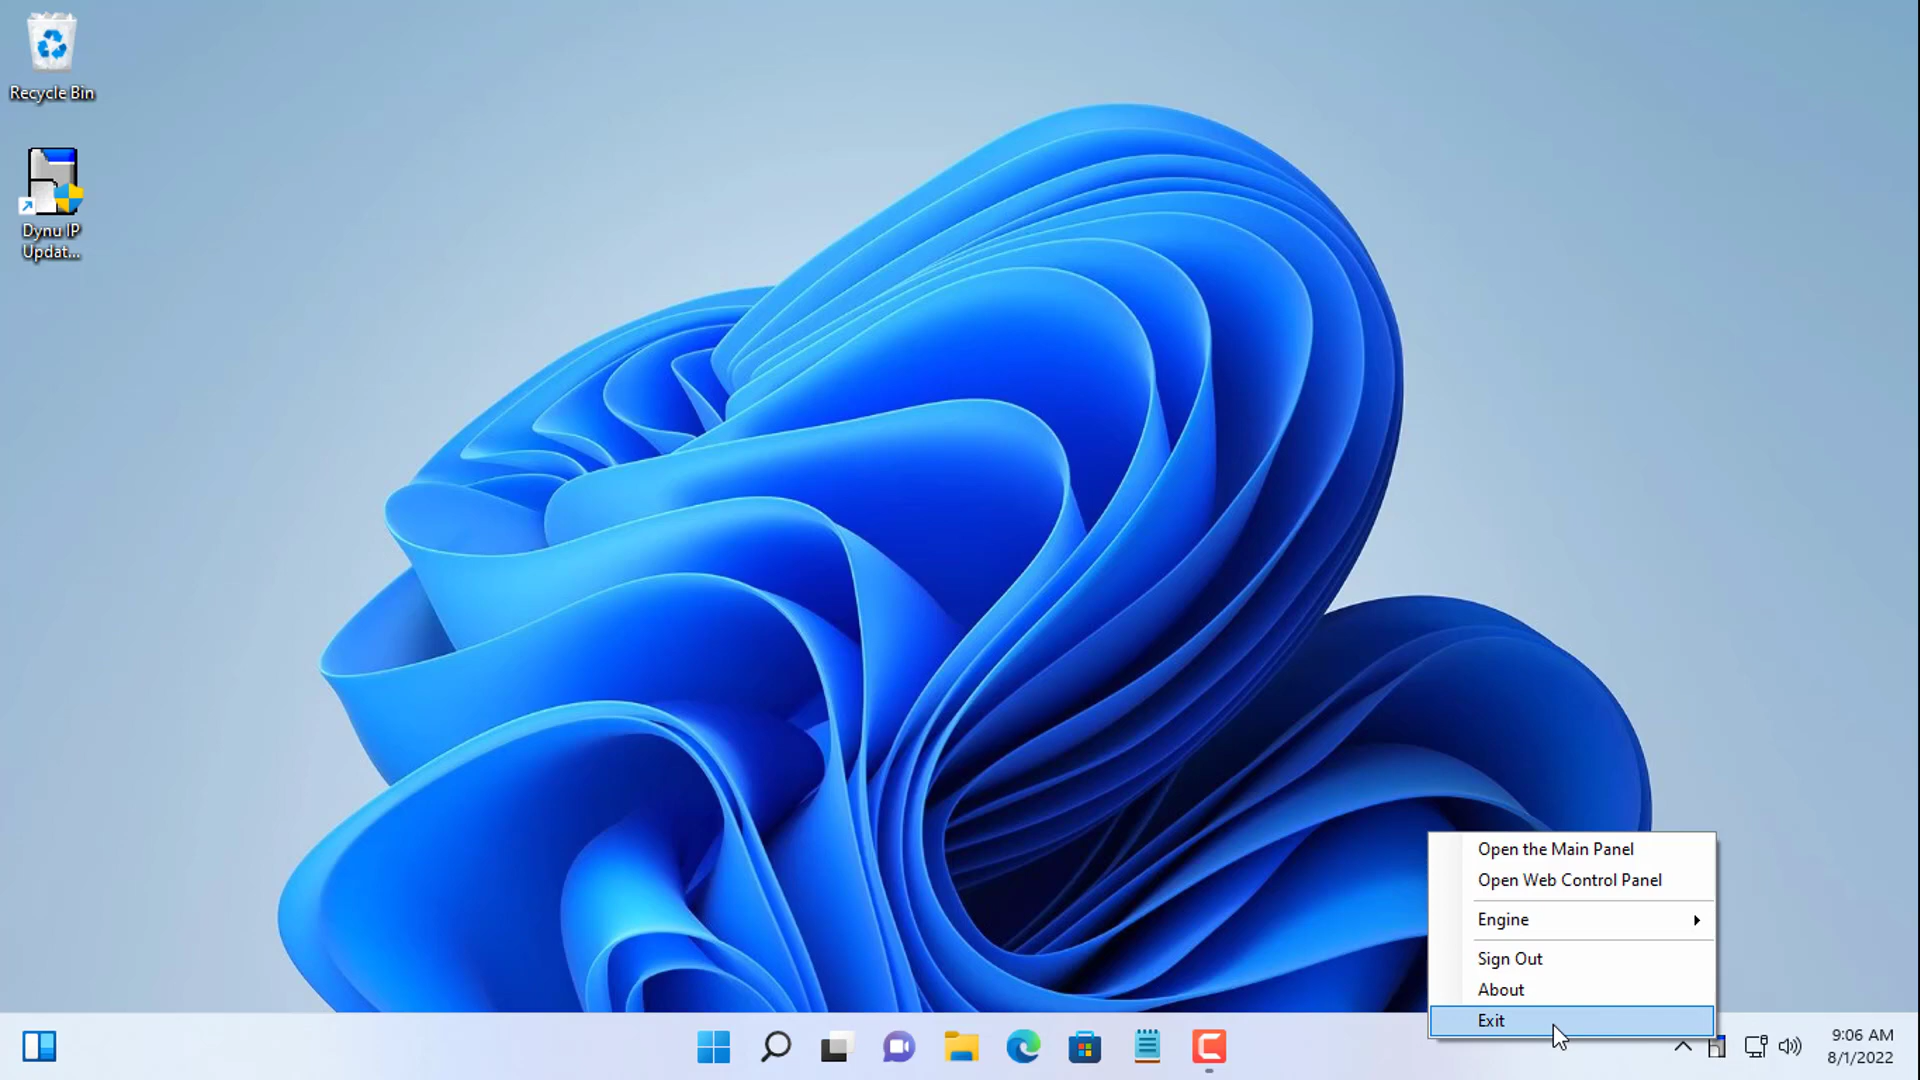 Recycle Bin
Dynu IP
Updat...
Open the Main Panel
Open Web Control Panel
Engine
Sign Out
About
Exit
9:06 AM
8/1/2022